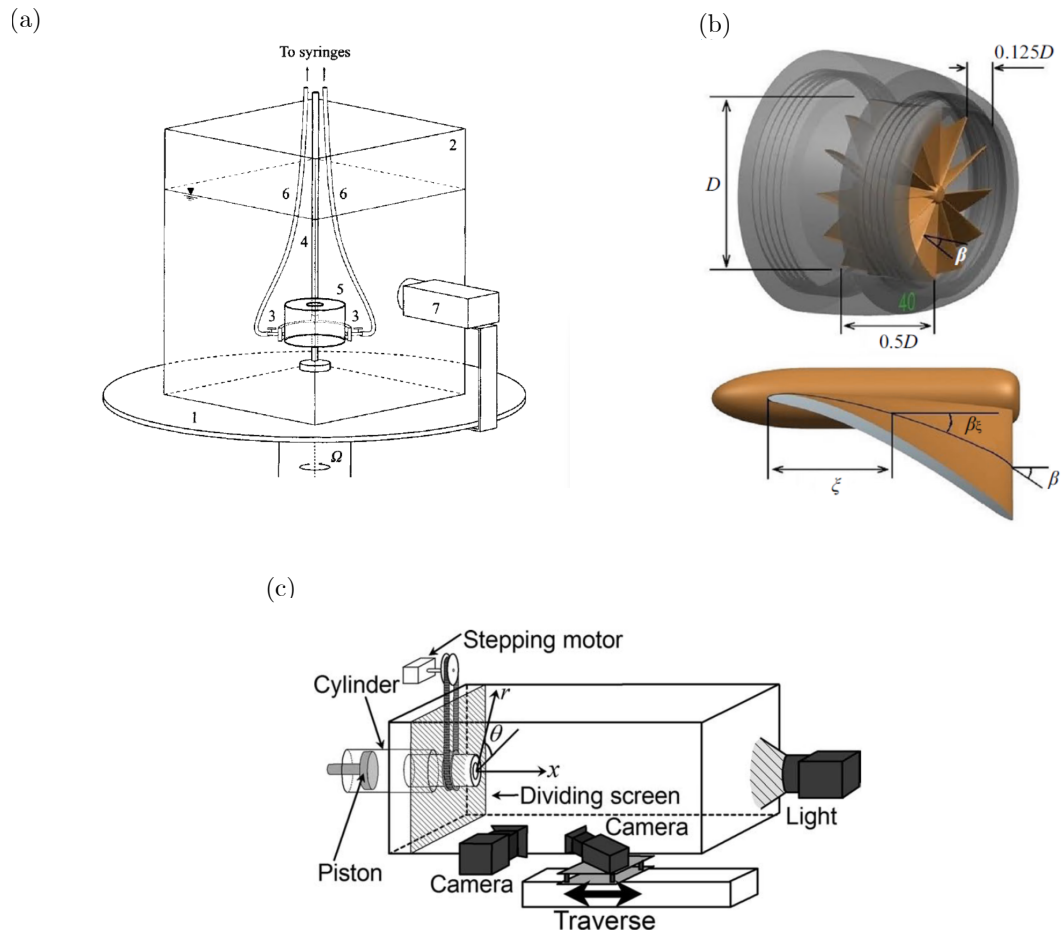 (a)
To syringes
2
6
6
4
5
3
3
7
1
Ω
(b)
0.125D
D
β
40
0.5D
βξ
ξ
β
(c)
Stepping motor
Cylinder
r
θ
x
Dividing screen
Camera
Light
Piston
Camera
Traverse